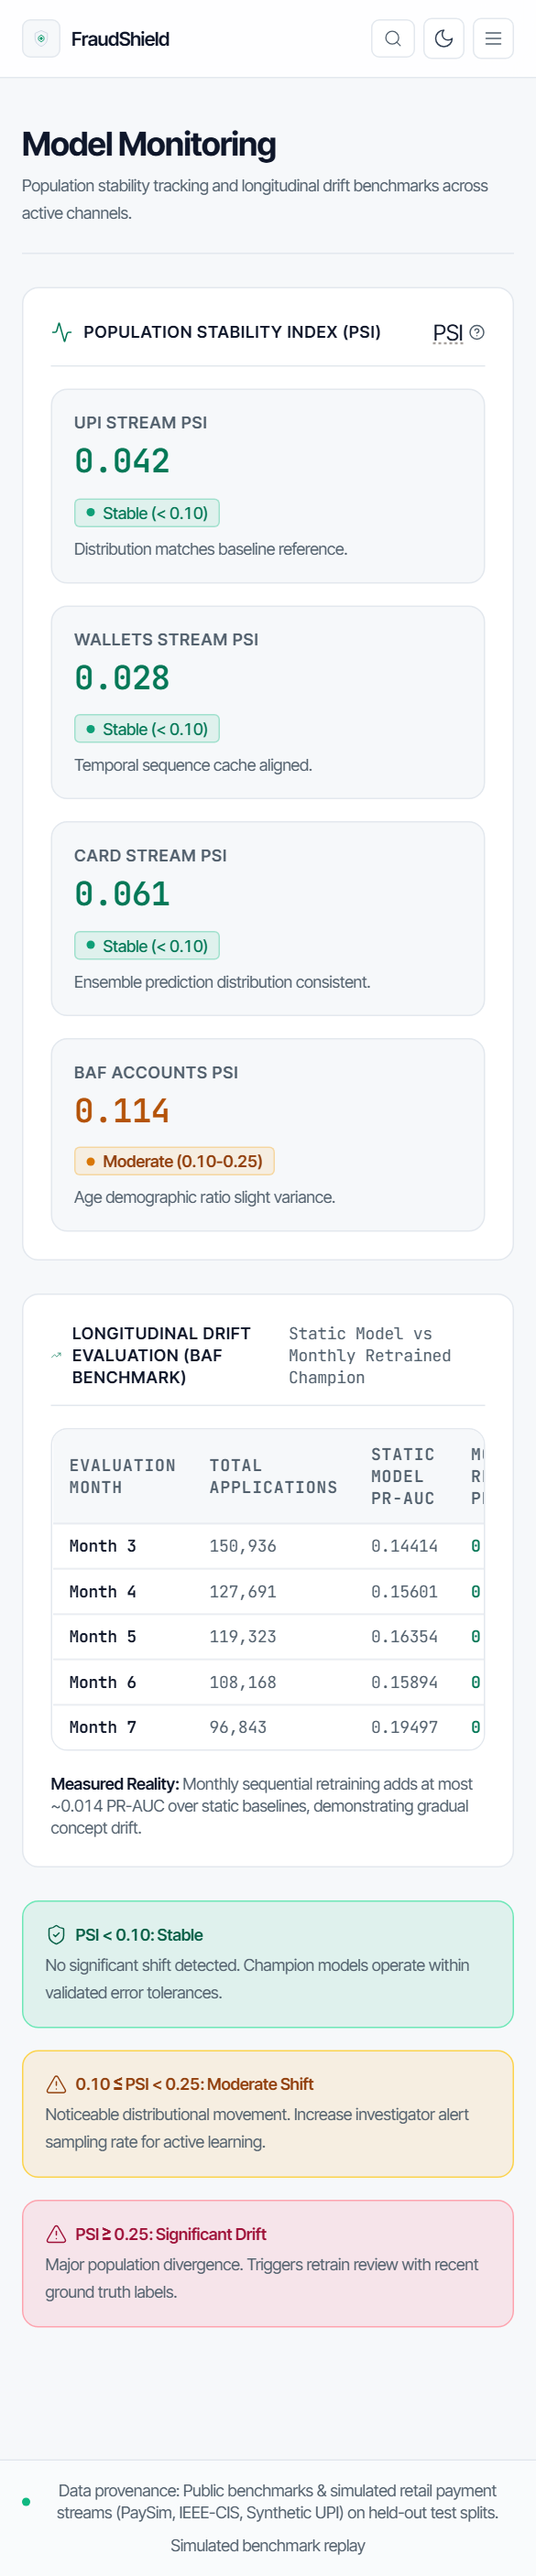 FraudShield
Model Monitoring
Population stability tracking and longitudinal drift benchmarks across
active channels.
POPULATION STABILITY INDEX (PSI)
PSI
UPI STREAM PSI
0.042
Stable (< 0.10)
Distribution matches baseline reference.
WALLETS STREAM PSI
0.028
Stable (< 0.10)
Temporal sequence cache aligned.
CARD STREAM PSI
0.061
Stable (< 0.10)
Ensemble prediction distribution consistent.
BAF ACCOUNTS PSI
0.114
Moderate (0.10-0.25)
Age demographic ratio slight variance.
LONGITUDINAL DRIFT
EVALUATION (BAF
BENCHMARK)
Static Model vs
Monthly Retrained
Champion
EVALUATION
MONTH
TOTAL
APPLICATIONS
STATIC
MODEL
PR-AUC
Month 3 150,936 0.14414 0
Month 4 127,691 0.15601 0
Month 5 119,323 0.16354 0
Month 6 108,168 0.15894 0
Month 7 96,843 0.19497 0
Measured Reality: Monthly sequential retraining adds at most
~0.014 PR-AUC over static baselines, demonstrating gradual
concept drift.
PSI < 0.10: Stable
No significant shift detected. Champion models operate within
validated error tolerances.
0.10 ≤ PSI < 0.25: Moderate Shift
Noticeable distributional movement. Increase investigator alert
sampling rate for active learning.
PSI ≥ 0.25: Significant Drift
Major population divergence. Triggers retrain review with recent
ground truth labels.
Data provenance: Public benchmarks & simulated retail payment
streams (PaySim, IEEE-CIS, Synthetic UPI) on held-out test splits.
Simulated benchmark replay